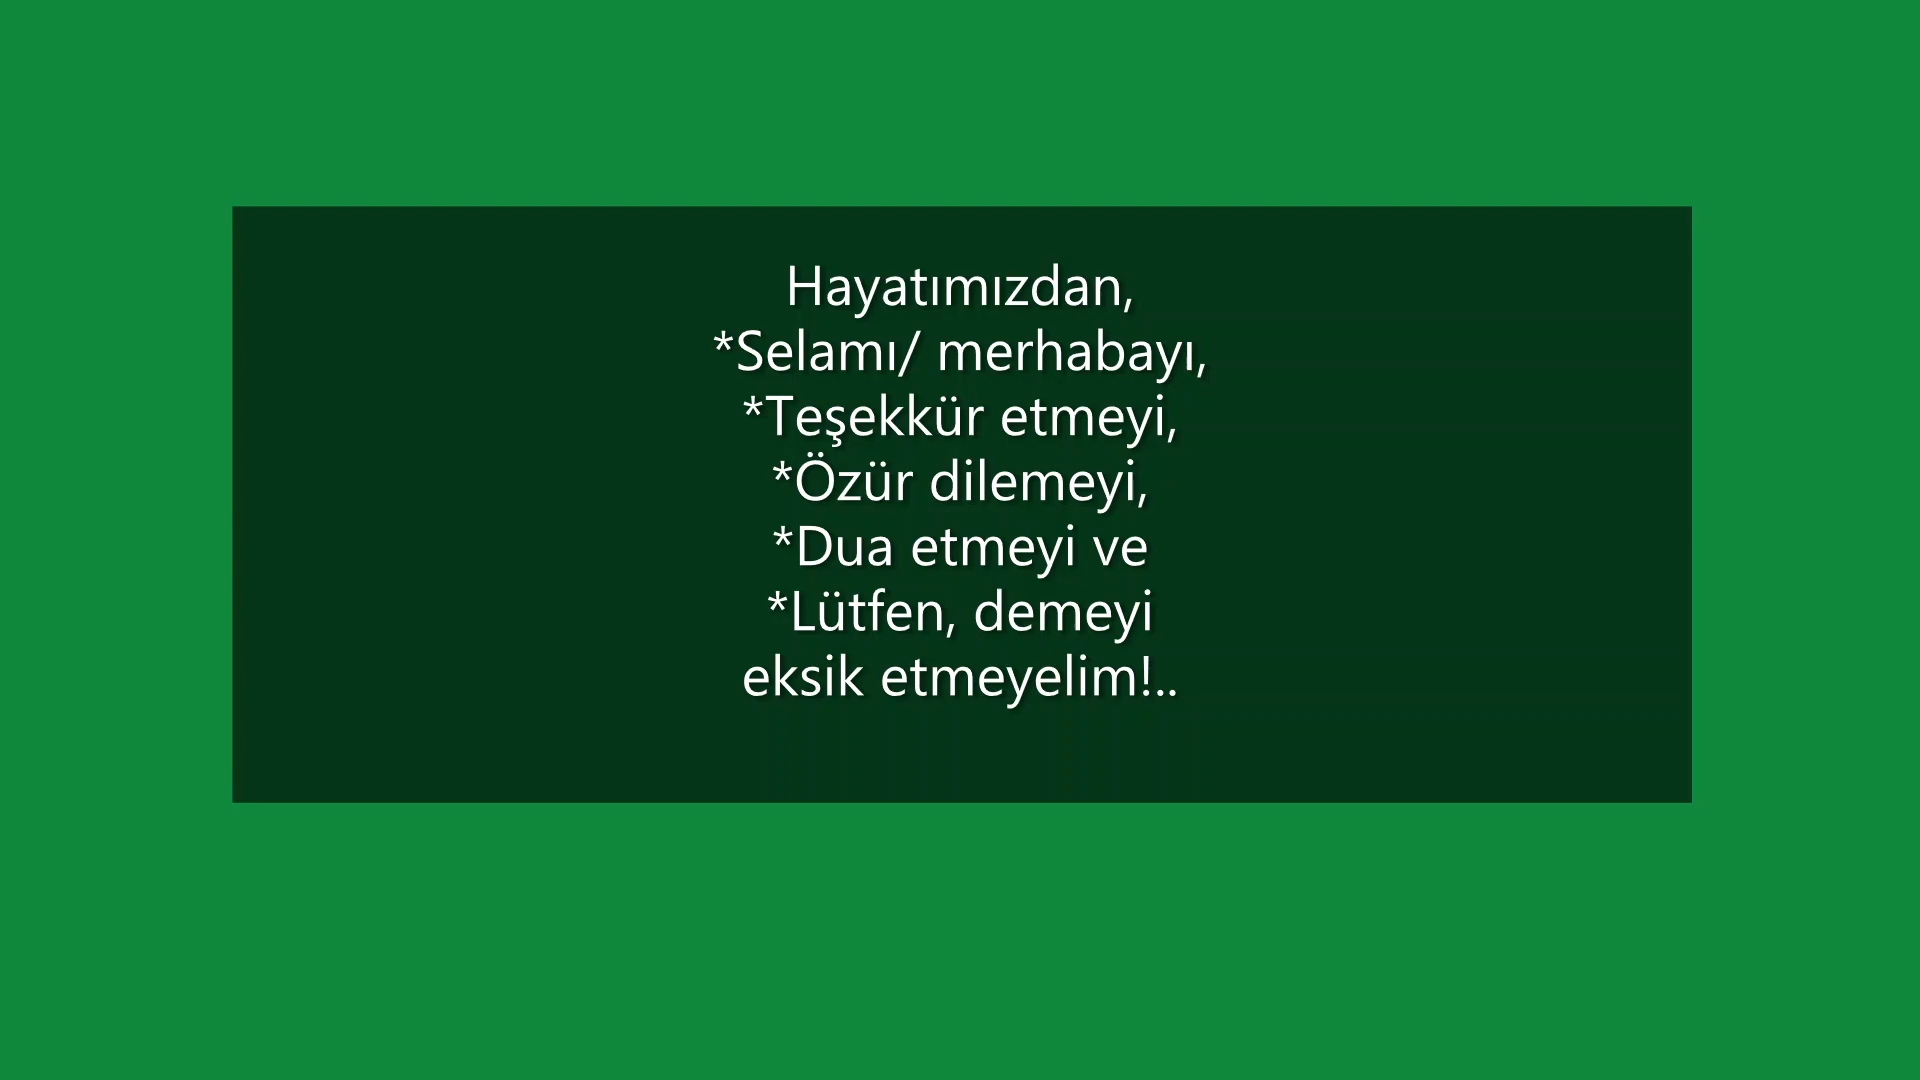 Hayatımızdan,
*Selamı/ merhabayı,
*Teşekkür etmeyi,
*Özür dilemeyi,
*Dua etmeyi ve
*Lütfen, demeyi
eksik etmeyelim!..